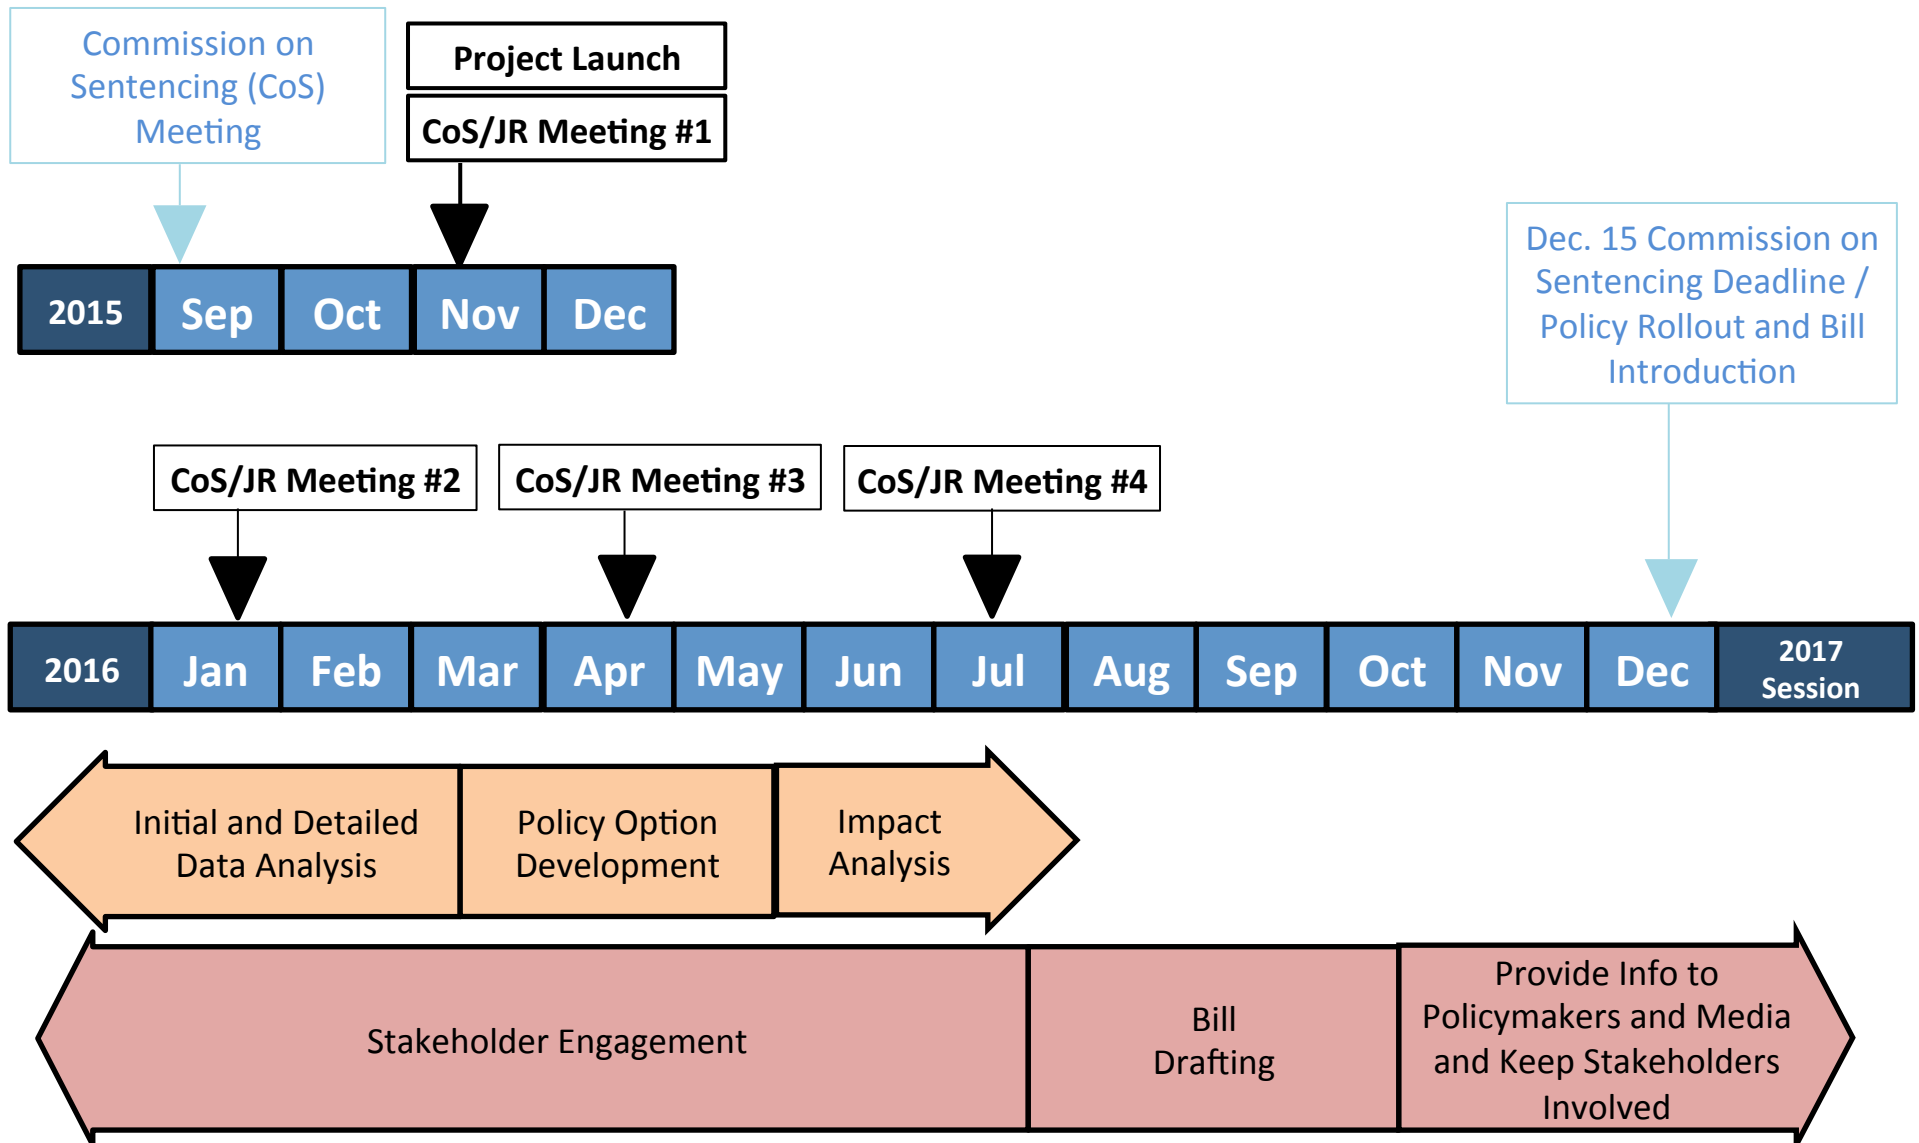 Commission on
Sentencing (CoS)
Meeting
Project Launch
CoS/JR Meeting #1
2015 Sep Oct Nov Dec
Dec. 15 Commission on
Sentencing Deadline /
Policy Rollout and Bill
Introduction
CoS/JR Meeting #2
CoS/JR Meeting #3
CoS/JR Meeting #4
2016 Jan Feb Mar Apr May Jun Jul Aug Sep Oct Nov Dec
2017
Session
Initial and Detailed
Data Analysis
Policy Option
Development
Impact
Analysis
Stakeholder Engagement
Bill
Drafting
Provide Info to
Policymakers and Media
and Keep Stakeholders
Involved